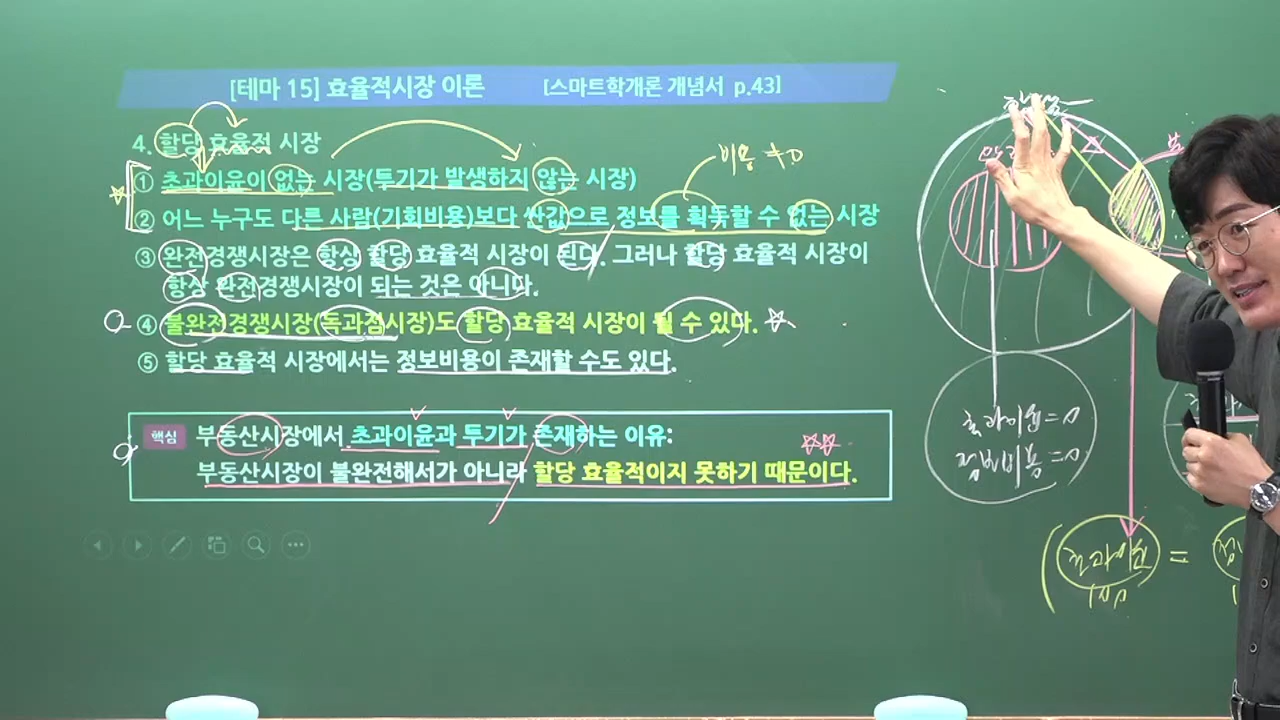 [테마 15] 효율적시장 이론 [스마트학개론 개념서 p.43]
4. 할당 효율적 시장
① 초과이윤이 없는 시장(투기가 발생하지 않는 시장)
비용 ≠0
② 어느 누구도 다른 사람(기회비용)보다 싼값으로 정보를 획득할 수 없는 시장
③ 완전경쟁시장은 항상 할당 효율적 시장이 된다. 그러나 할당 효율적 시장이
항상 완전경쟁시장이 되는 것은 아니다.
④ 불완전경쟁시장(독과점시장)도 할당 효율적 시장이 될 수 있다.
⑤ 할당 효율적 시장에서는 정보비용이 존재할 수도 있다.
핵심 부동산시장에서 초과이윤과 투기가 존재하는 이유:
부동산시장이 불완전해서가 아니라 할당 효율적이지 못하기 때문이다.
초과이윤=0
정보비용=0
초과이윤 =
100